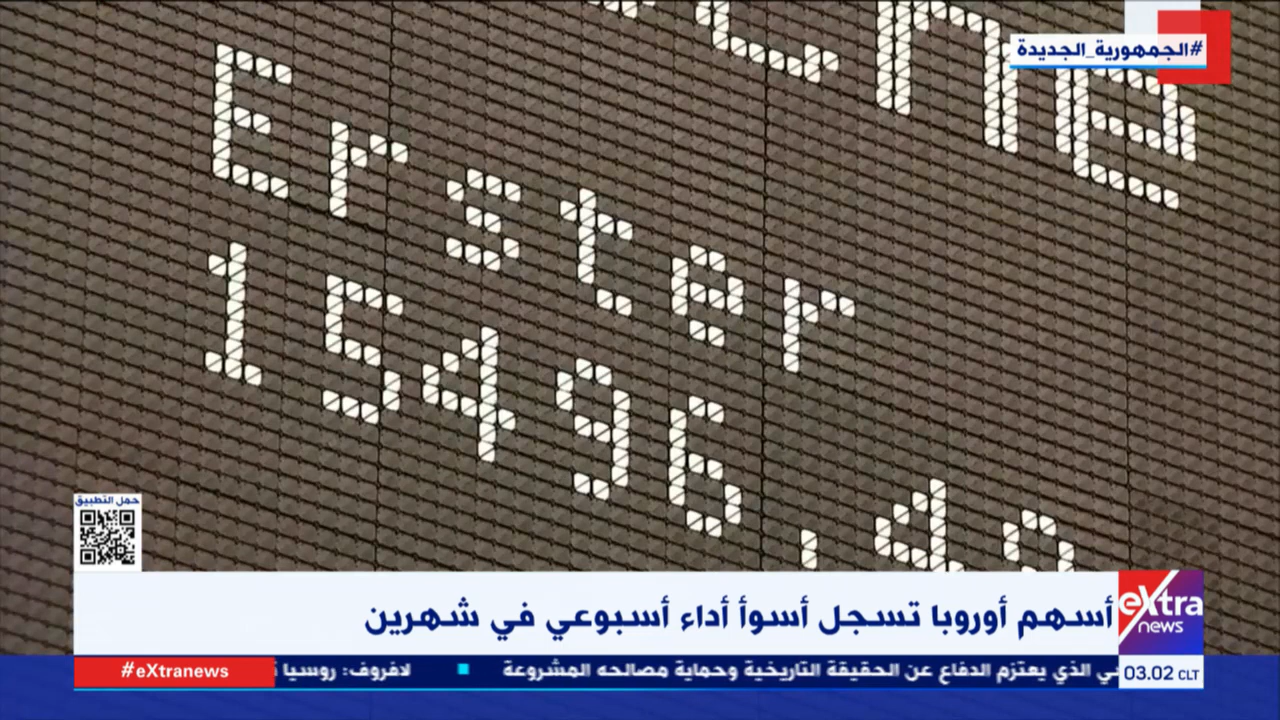 #الجمهورية_الجديدة
Erster
15496
حمل التطبيق
أسهم أوروبا تسجل أسوأ أداء أسبوعي في شهرين
eXtra
news
الذي يعتزم الدفاع عن الحقيقة التاريخية وحماية مصالحه المشروعة ■ لافروف: روسيا
#eXtranews
03.02 CLT